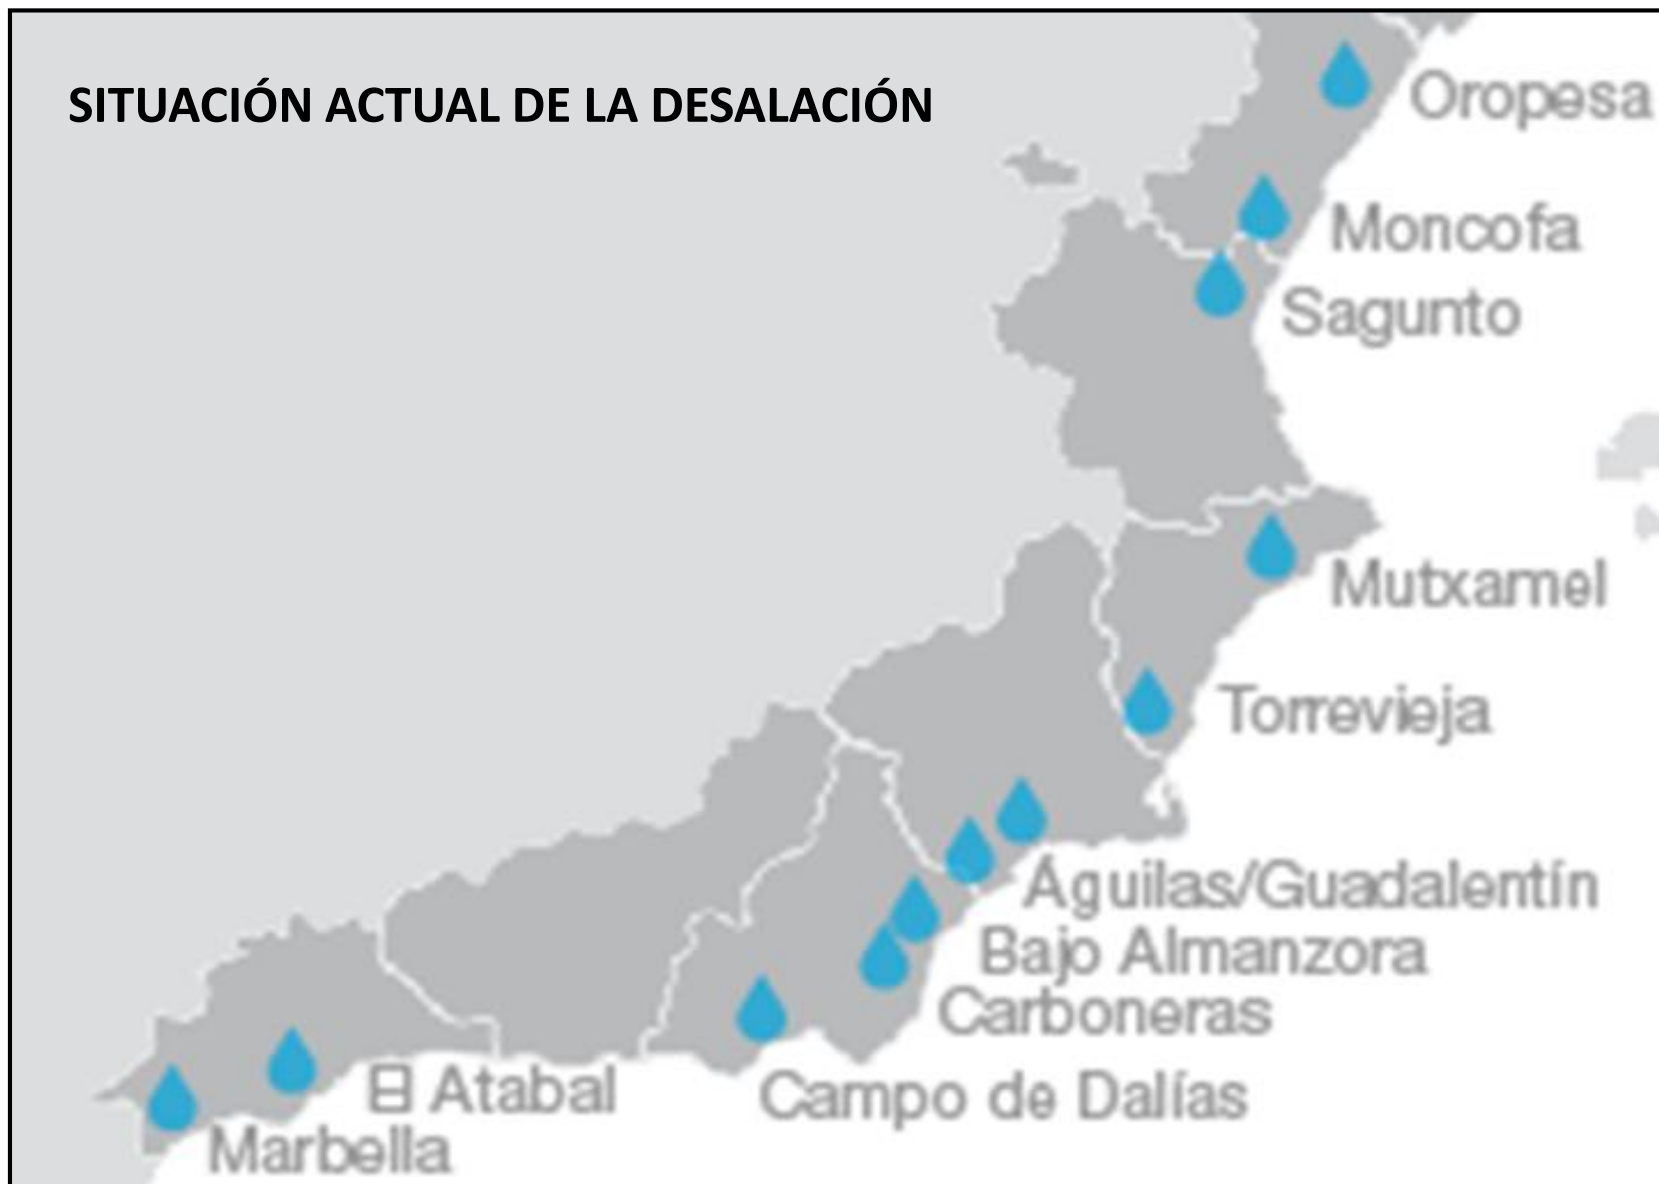 SITUACIÓN ACTUAL DE LA DESALACIÓN
Oropesa
Moncofa
Sagunto
Mutxamel
Torrevieja
Águilas/Guadalentín
Bajo Almanzora
Carboneras
Campo de Dalías
El Atabal
Marbella